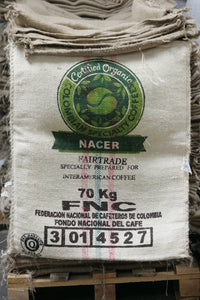 Certified Organic
COLOMBIAN SPECIALTY COFFEE
NACER
FAIRTRADE
SPECIALLY PREPARED FOR
INTERAMERICAN COFFEE
70 Kg
FNC
FEDERACION NACIONAL DE CAFETEROS DE COLOMBIA
FONDO NACIONAL DEL CAFE
3 01 4527